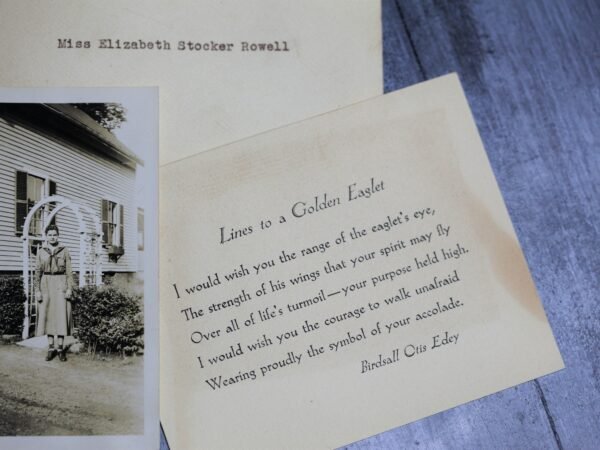 Miss Elizabeth Stocker Rowell
Lines to a Golden Eaglet
I would wish you the range of the eaglet's eye,
The strength of his wings that your spirit may fly
Over all of life's turmoil—your purpose held high.
I would wish you the courage to walk unafraid
Wearing proudly the symbol of your accolade.
Birdsall Otis Edey